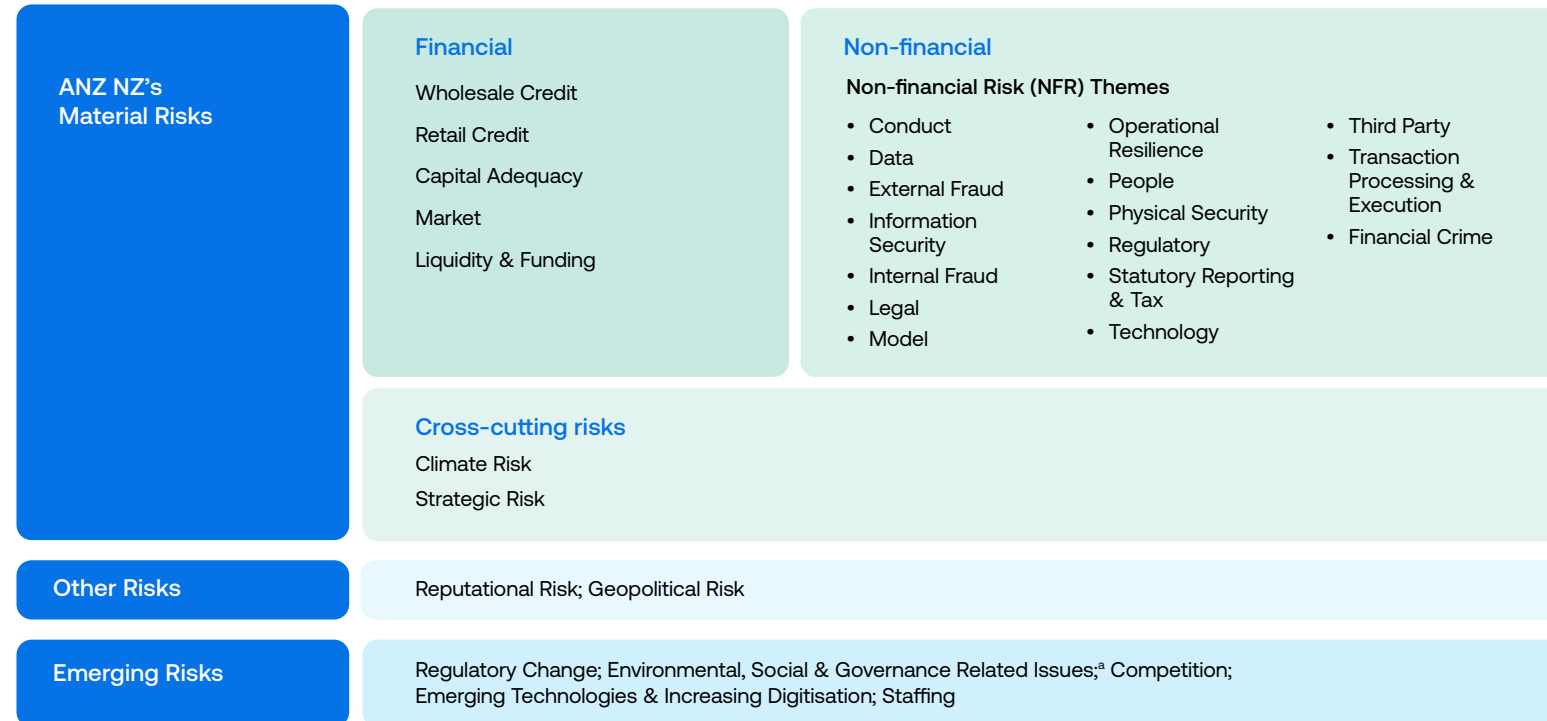 ANZ NZ's
Material Risks
Financial
Wholesale Credit
Retail Credit
Capital Adequacy
Market
Liquidity & Funding
Non-financial
Non-financial Risk (NFR) Themes
• Conduct
• Data
• External Fraud
• Information
Security
• Internal Fraud
• Legal
• Model
• Operational
Resilience
• People
• Physical Security
• Regulatory
• Statutory Reporting
& Tax
• Technology
• Third Party
• Transaction
Processing &
Execution
• Financial Crime
Cross-cutting risks
Climate Risk
Strategic Risk
Other Risks
Reputational Risk; Geopolitical Risk
Emerging Risks
Regulatory Change; Environmental, Social & Governance Related Issues;ᵃ Competition;
Emerging Technologies & Increasing Digitisation; Staffing